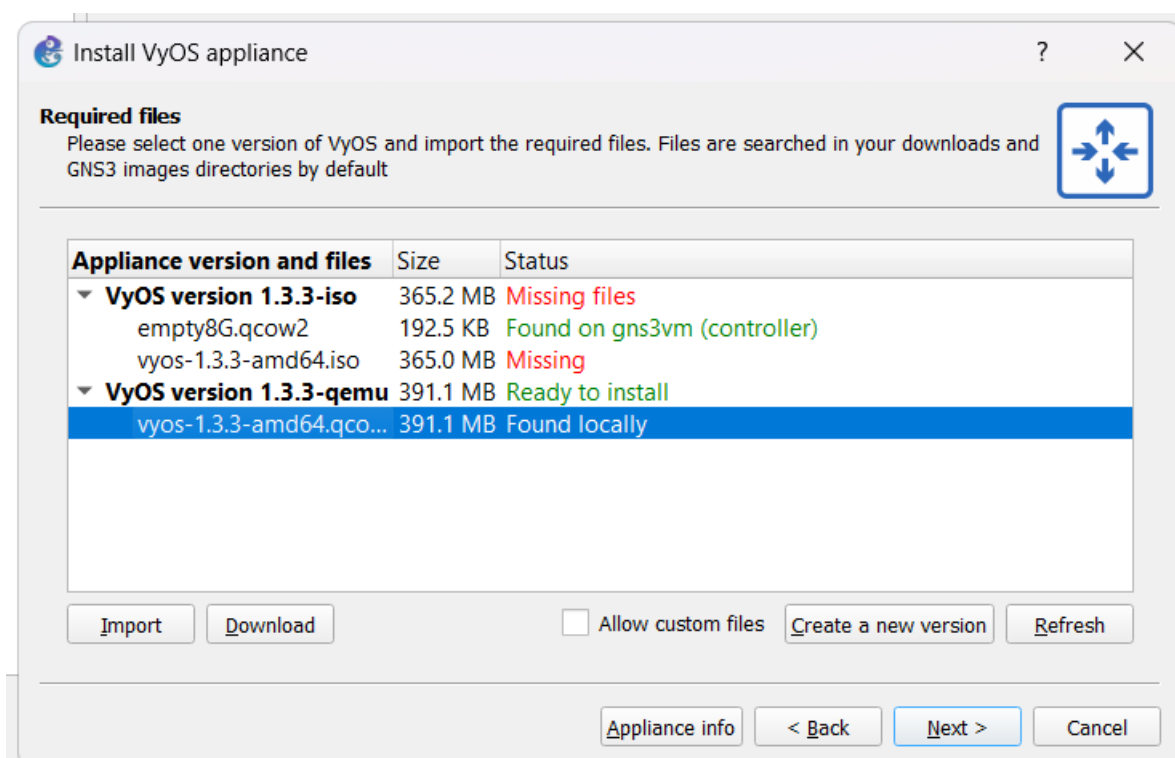 Install VyOS appliance
?
Required files
Please select one version of VyOS and import the required files. Files are searched in your downloads and
GNS3 images directories by default
Appliance version and files Size Status
VyOS version 1.3.3-iso 365.2 MB Missing files
empty8G.qcow2 192.5 KB Found on gns3vm (controller)
vyos-1.3.3-amd64.iso 365.0 MB Missing
VyOS version 1.3.3-qemu 391.1 MB Ready to install
vyos-1.3.3-amd64.qco... 391.1 MB Found locally
Import Download Allow custom files Create a new version Refresh
Appliance info < Back Next > Cancel